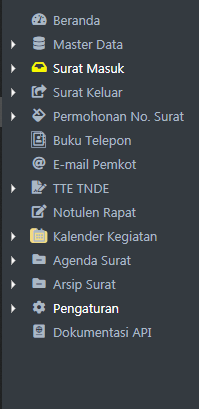 Beranda
Master Data
Surat Masuk
Surat Keluar
Permohonan No. Surat
Buku Telepon
E-mail Pemkot
TTE TNDE
Notulen Rapat
Kalender Kegiatan
Agenda Surat
Arsip Surat
Pengaturan
Dokumentasi API